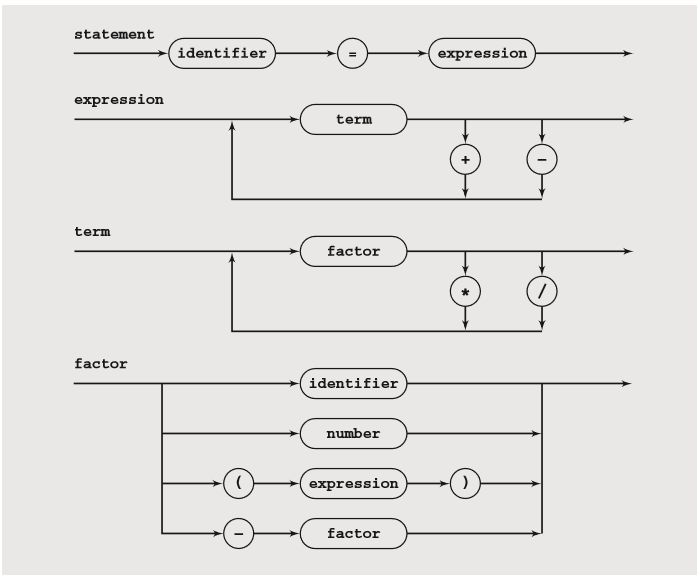 statement
identifier = expression
expression
term
+ −
term
factor
* /
factor
identifier
number
( expression )
− factor